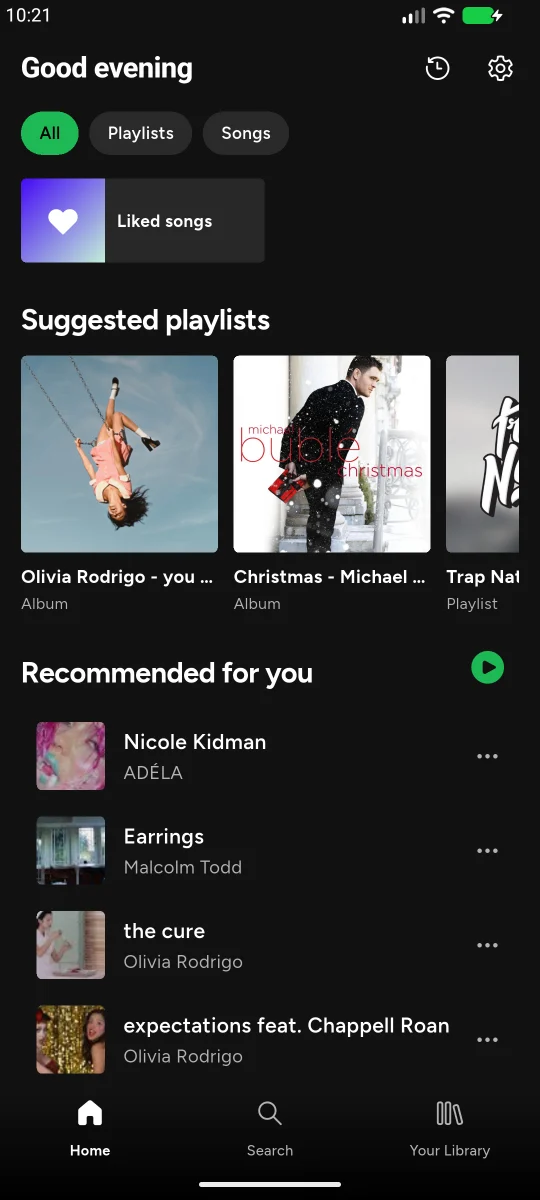 10:21
Good evening
All
Playlists
Songs
Liked songs
Suggested playlists
michael
buble
christmas
Olivia Rodrigo - you ...
Album
Christmas - Michael ...
Album
Trap Nat
Playlist
Recommended for you
Nicole Kidman
ADÉLA
Earrings
Malcolm Todd
the cure
Olivia Rodrigo
expectations feat. Chappell Roan
Olivia Rodrigo
Home
Search
Your Library